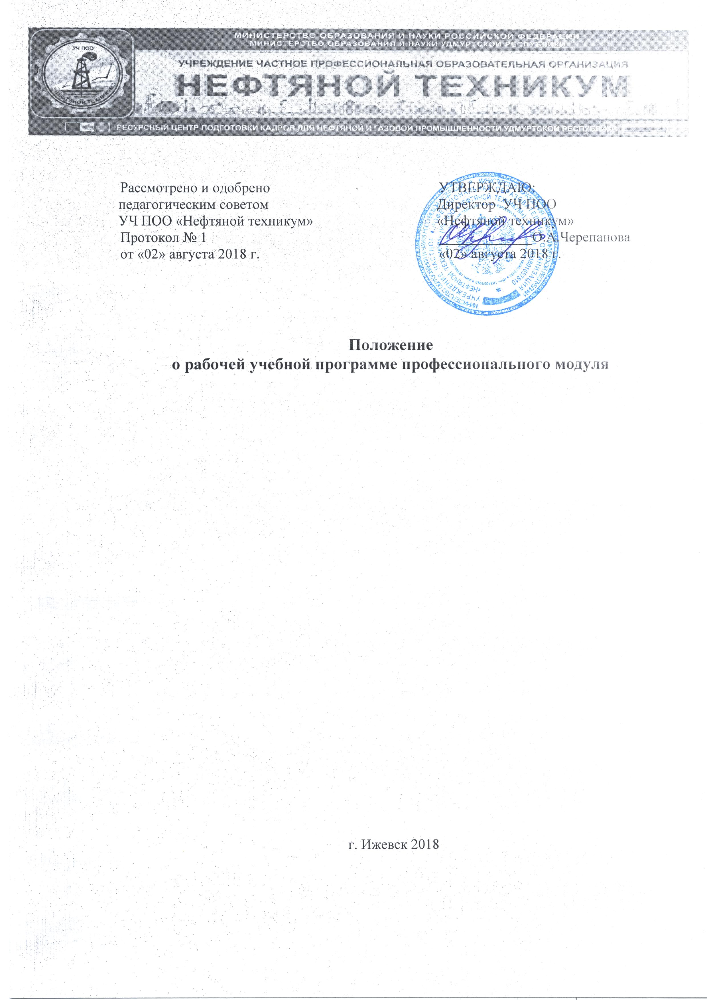 МИНИСТЕРСТВО ОБРАЗОВАНИЯ И НАУКИ РОССИЙСКОЙ ФЕДЕРАЦИИ
МИНИСТЕРСТВО ОБРАЗОВАНИЯ И НАУКИ УДМУРТСКОЙ РЕСПУБЛИКИ
УЧ ПОО
НЕФТЯНОЙ ТЕХНИКУМ
УЧРЕЖДЕНИЕ ЧАСТНОЕ ПРОФЕССИОНАЛЬНАЯ ОБРАЗОВАТЕЛЬНАЯ ОРГАНИЗАЦИЯ
НЕФТЯНОЙ ТЕХНИКУМ
РЕСУРСНЫЙ ЦЕНТР ПОДГОТОВКИ КАДРОВ ДЛЯ НЕФТЯНОЙ И ГАЗОВОЙ ПРОМЫШЛЕННОСТИ УДМУРТСКОЙ РЕСПУБЛИКИ
Рассмотрено и одобрено
педагогическим советом
УЧ ПОО «Нефтяной техникум»
Протокол № 1
от «02» августа 2018 г.
УТВЕРЖДАЮ:
Директор УЧ ПОО
«Нефтяной техникум»
О.А.Черепанова
«02» августа 2018 г.
Положение
о рабочей учебной программе профессионального модуля
г. Ижевск 2018